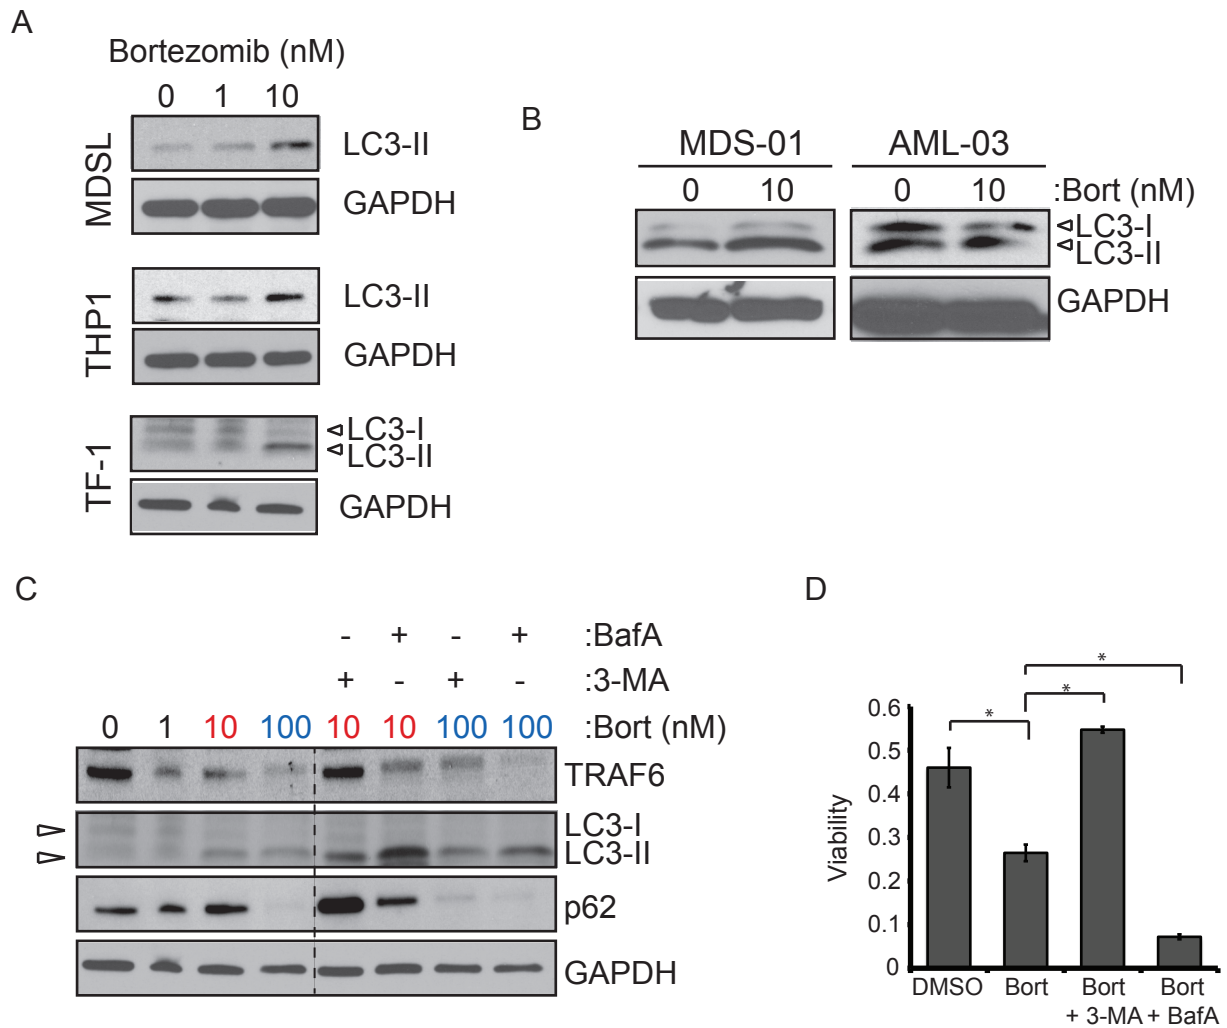 A
Bortezomib (nM)
0 1 10
MDSL
LC3-II
GAPDH
THP1
LC3-II
GAPDH
TF-1
LC3-I
LC3-II
GAPDH
B
MDS-01 AML-03
0 10 0 10 :Bort (nM)
LC3-I
LC3-II
GAPDH
C
- + - + :BafA
+ - + - :3-MA
0 1 10 100 10 10 100 100 :Bort (nM)
TRAF6
LC3-I
LC3-II
p62
GAPDH
D
*
*
*
Viability
0.6
0.5
0.4
0.3
0.2
0.1
0
DMSO Bort Bort Bort
+ 3-MA + BafA